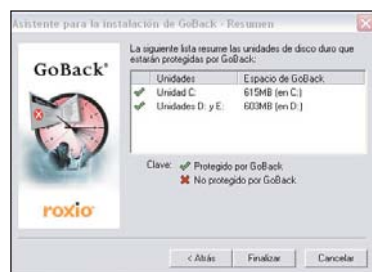 Asistente para la instalación de GoBack - Resumen
GoBack
La siguiente lista resume las unidades de disco duro que
estarán protegidas por GoBack:
Unidades Espacio de GoBack
Unidad C: 615MB (en C:)
Unidades D: y E: 603MB (en D:)
Clave: Protegido por GoBack
No protegido por GoBack
roxio
< Atrás Finalizar Cancelar